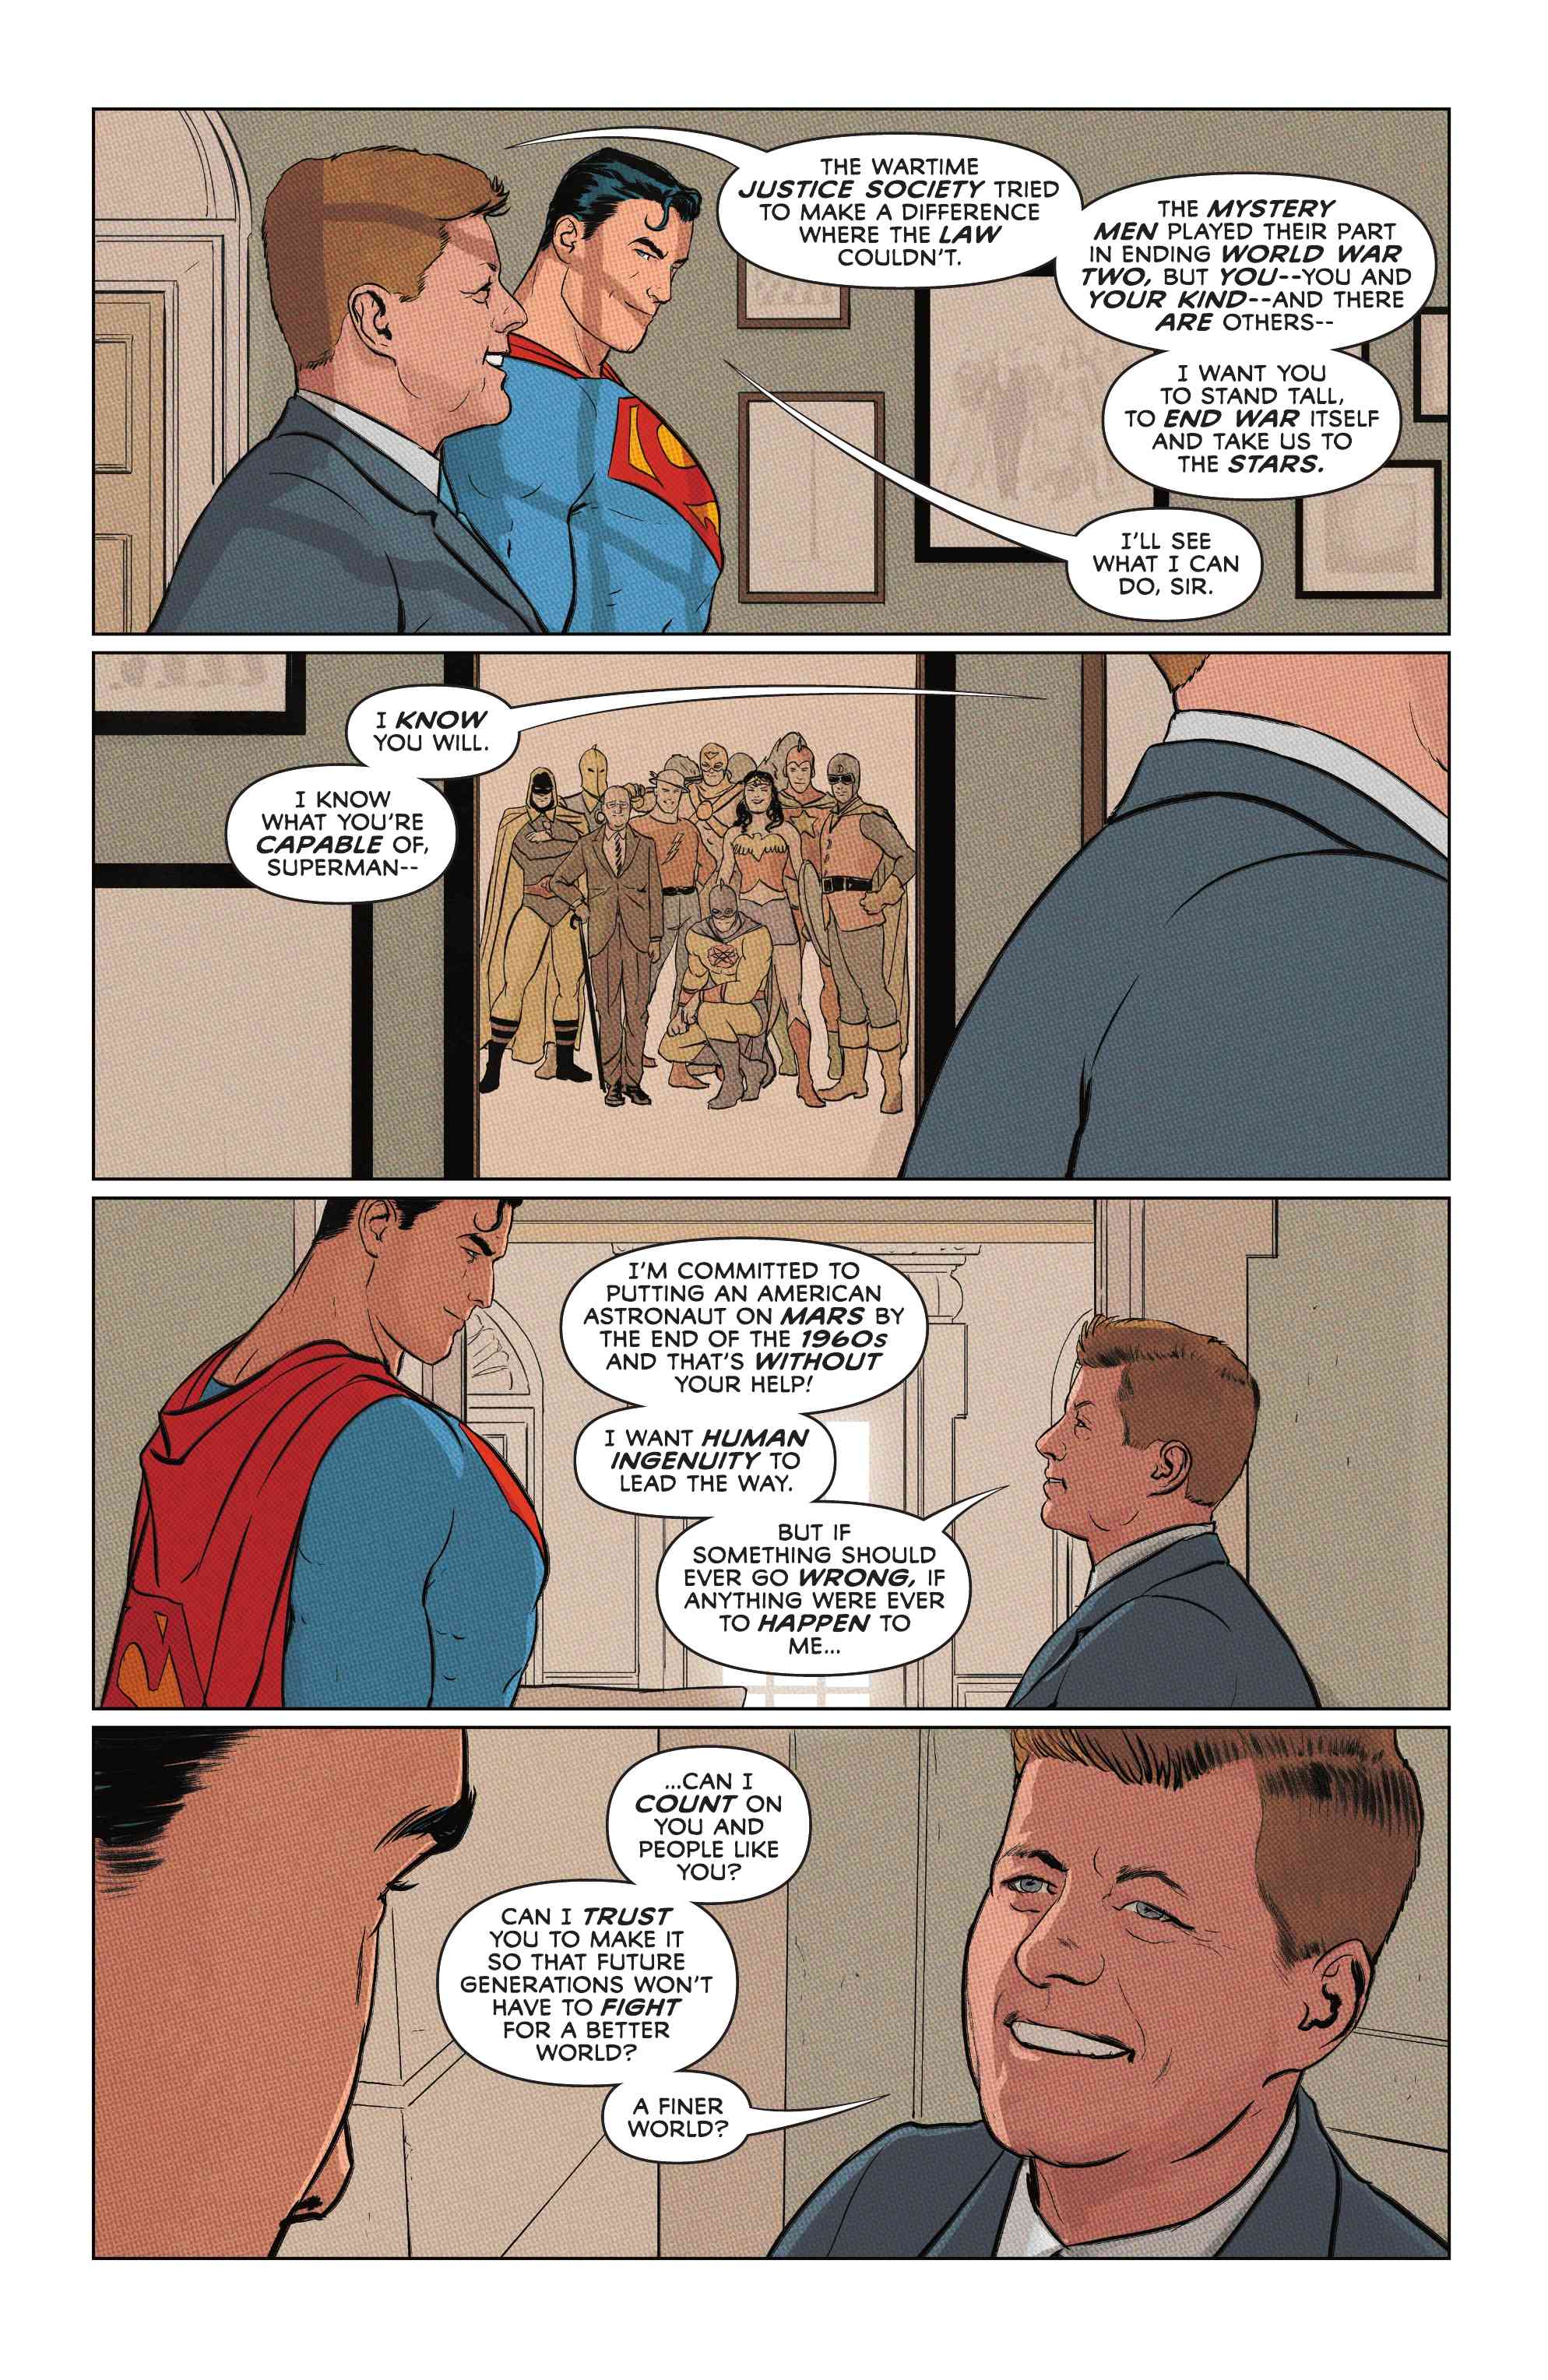 THE WARTIME
JUSTICE SOCIETY TRIED
TO MAKE A DIFFERENCE
WHERE THE LAW
COULDN'T.
THE MYSTERY
MEN PLAYED THEIR PART
IN ENDING WORLD WAR
TWO, BUT YOU--YOU AND
YOUR KIND--AND THERE
ARE OTHERS--
I WANT YOU
TO STAND TALL,
TO END WAR ITSELF
AND TAKE US TO
THE STARS.
I'LL SEE
WHAT I CAN
DO, SIR.
I KNOW
YOU WILL.
I KNOW
WHAT YOU'RE
CAPABLE OF,
SUPERMAN--
I'M COMMITTED TO
PUTTING AN AMERICAN
ASTRONAUT ON MARS BY
THE END OF THE 1960s
AND THAT'S WITHOUT
YOUR HELP!
I WANT HUMAN
INGENUITY TO
LEAD THE WAY.
BUT IF
SOMETHING SHOULD
EVER GO WRONG, IF
ANYTHING WERE EVER
TO HAPPEN TO
ME...
...CAN I
COUNT ON
YOU AND
PEOPLE LIKE
YOU?
CAN I TRUST
YOU TO MAKE IT
SO THAT FUTURE
GENERATIONS WON'T
HAVE TO FIGHT
FOR A BETTER
WORLD?
A FINER
WORLD?